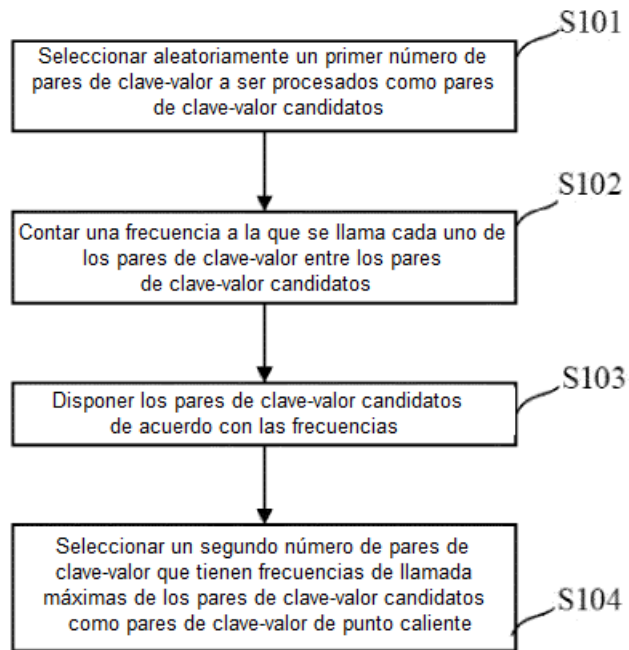 S101
Seleccionar aleatoriamente un primer número de
pares de clave-valor a ser procesados como pares
de clave-valor candidatos
S102
Contar una frecuencia a la que se llama cada uno de
los pares de clave-valor entre los pares
de clave-valor candidatos
S103
Disponer los pares de clave-valor candidatos
de acuerdo con las frecuencias
Seleccionar un segundo número de pares de
clave-valor que tienen frecuencias de llamada
máximas de los pares de clave-valor candidatos
como pares de clave-valor de punto caliente
S104